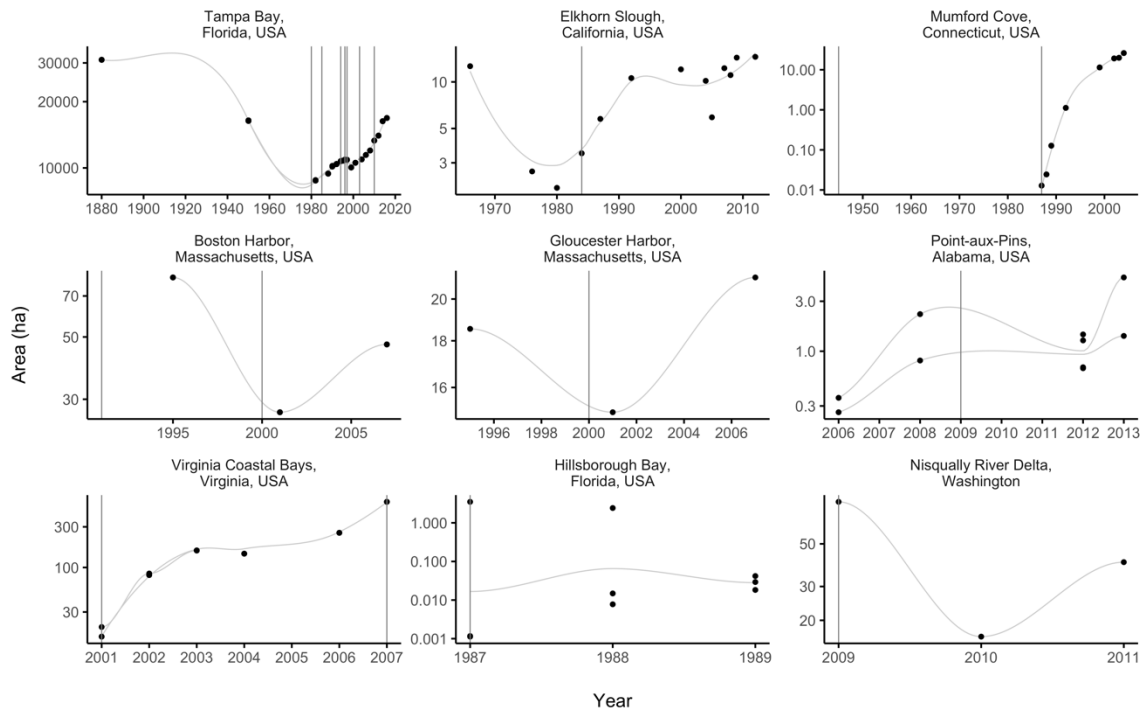 Tampa Bay,
Florida, USA
30000
20000
10000
1880 1900 1920 1940 1960 1980 2000 2020
Elkhorn Slough,
California, USA
10
5
3
1970 1980 1990 2000 2010
Mumford Cove,
Connecticut, USA
10.00
1.00
0.10
0.01
1950 1960 1970 1980 1990 2000
Area (ha)
Boston Harbor,
Massachusetts, USA
70
50
30
1995 2000 2005
Gloucester Harbor,
Massachusetts, USA
20
18
16
1996 1998 2000 2002 2004 2006
Point-aux-Pins,
Alabama, USA
3.0
1.0
0.3
2006 2007 2008 2009 2010 2011 2012 2013
Virginia Coastal Bays,
Virginia, USA
300
100
30
2001 2002 2003 2004 2005 2006 2007
Hillsborough Bay,
Florida, USA
1.000
0.100
0.010
0.001
1987 1988 1989
Nisqually River Delta,
Washington
50
30
20
2009 2010 2011
Year